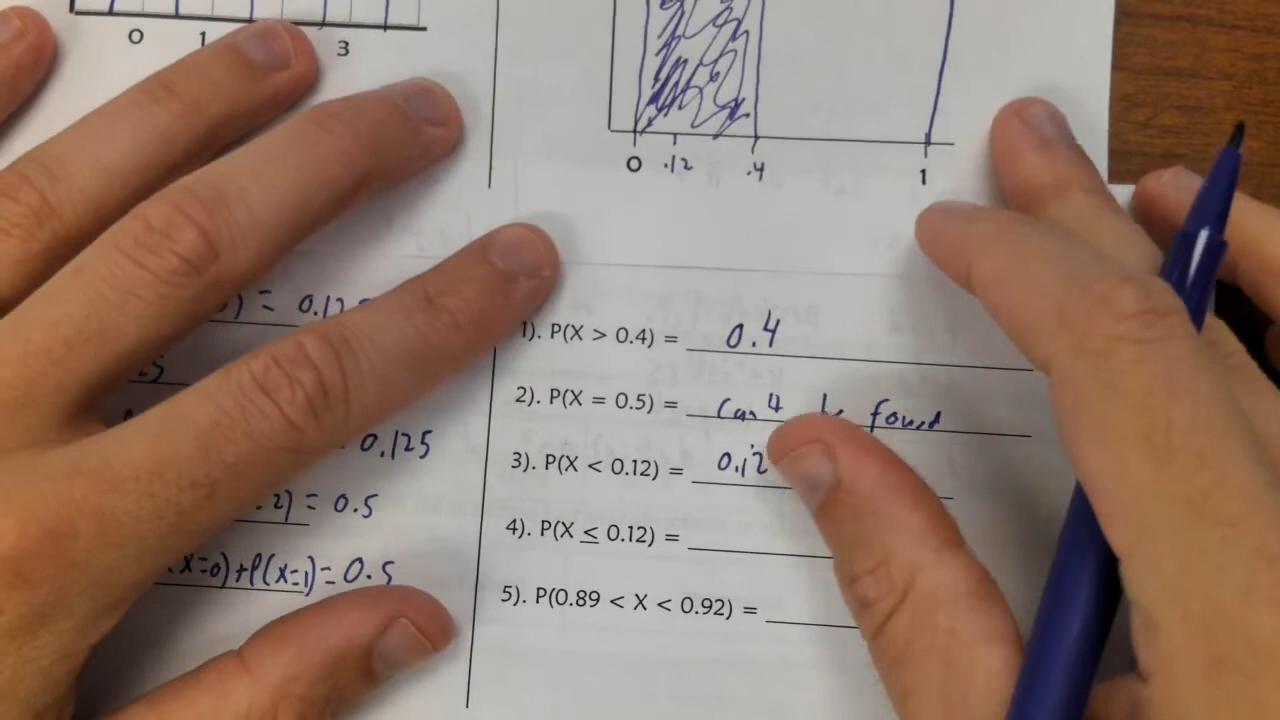 0 1 3
0 .12 .4 1
) = 0.12
1). P(X > 0.4) = 0.4
2). P(X = 0.5) = can't be found
0.125
3). P(X < 0.12) = 0.12
2) = 0.5
4). P(X ≤ 0.12) =
x=0)+P(x=1)= 0.5
5). P(0.89 < X < 0.92) =